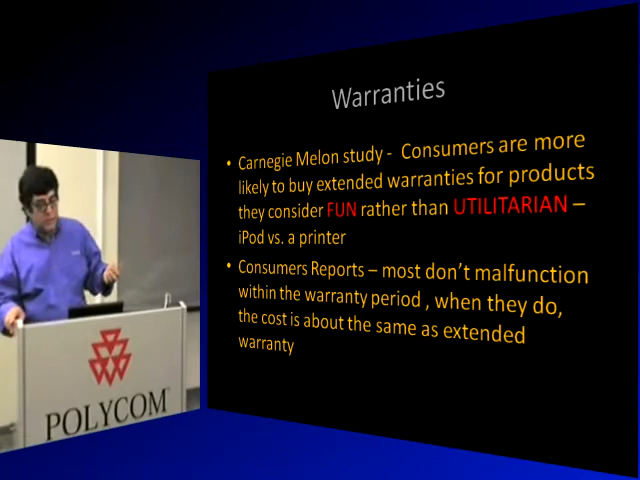 Warranties
• Carnegie Melon study - Consumers are more
likely to buy extended warranties for products
they consider FUN rather than UTILITARIAN –
iPod vs. a printer
• Consumers Reports – most don't malfunction
within the warranty period , when they do,
the cost is about the same as extended
warranty
POLYCOM